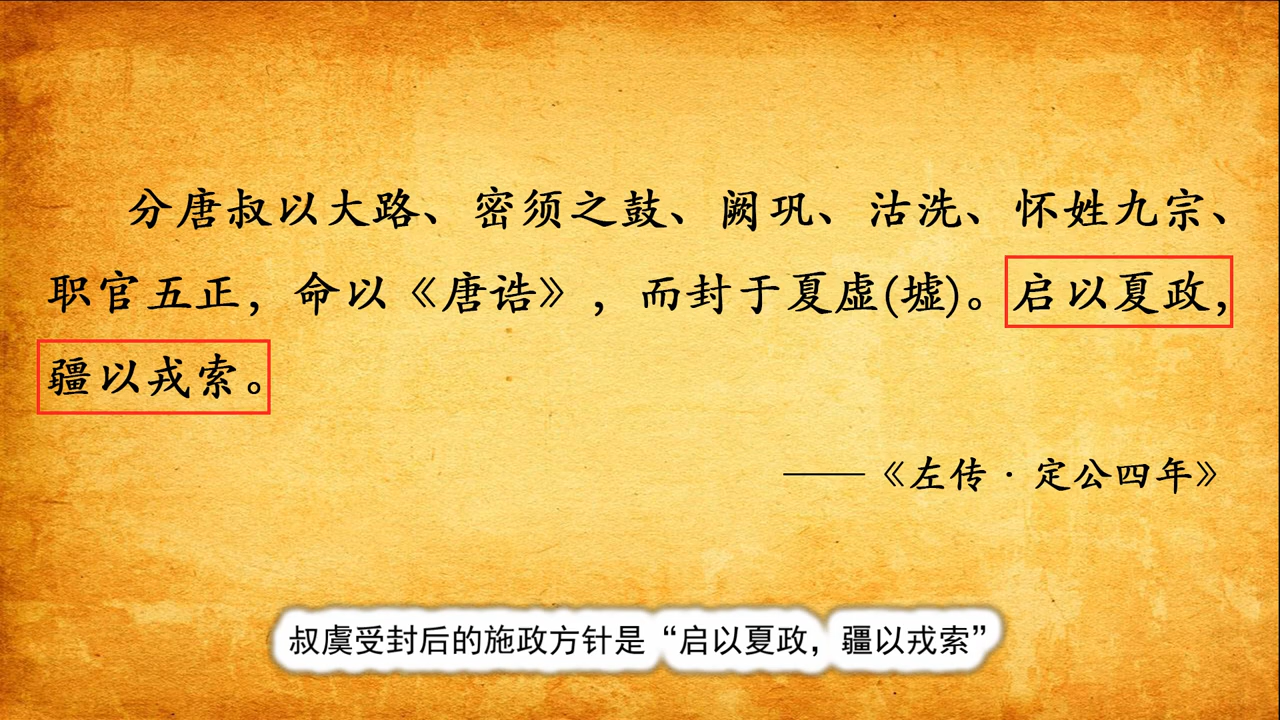 分唐叔以大路、密须之鼓、阙巩、沽洗、怀姓九宗、
职官五正，命以《唐诰》，而封于夏虚(墟)。启以夏政，
疆以戎索。
——《左传·定公四年》
叔虞受封后的施政方针是“启以夏政，疆以戎索”